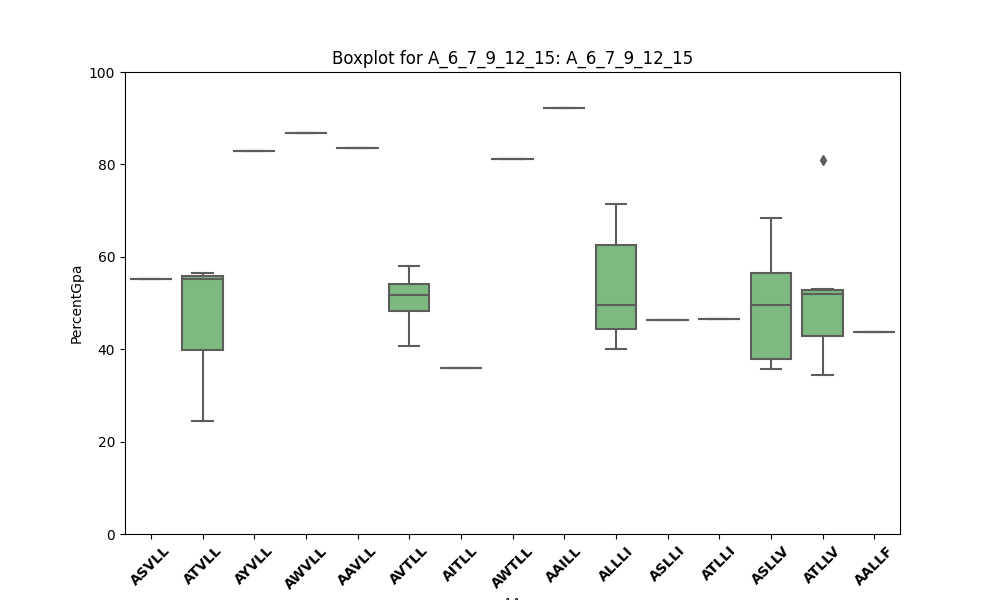 Boxplot for A_6_7_9_12_15: A_6_7_9_12_15
100
80
60
40
20
0
PercentGpa
ASVLL
ATVLL
AYVLL
AWVLL
AAVLL
AVTLL
AITLL
AWTLL
AAILL
ALLLI
ASLLI
ATLLI
ASLLV
ATLLV
AALLF